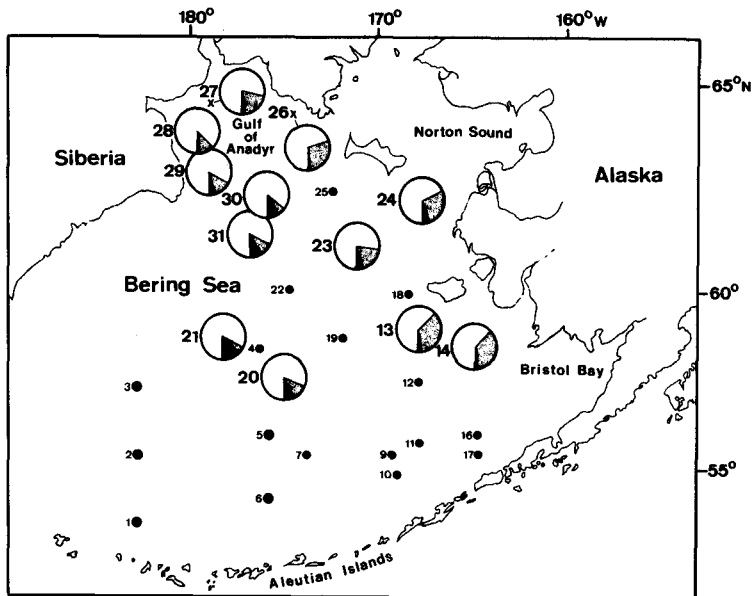 180° 170° 160°W
65°N
27
26
Gulf
of
Anadyr
Norton Sound
28
Siberia
Alaska
29
30
25
24
31
23
Bering Sea
22
18
60°
21
4
19
13
14
20
Bristol Bay
3
12
5
16
11
2
7
9
17
10
55°
6
1
Aleutian Islands